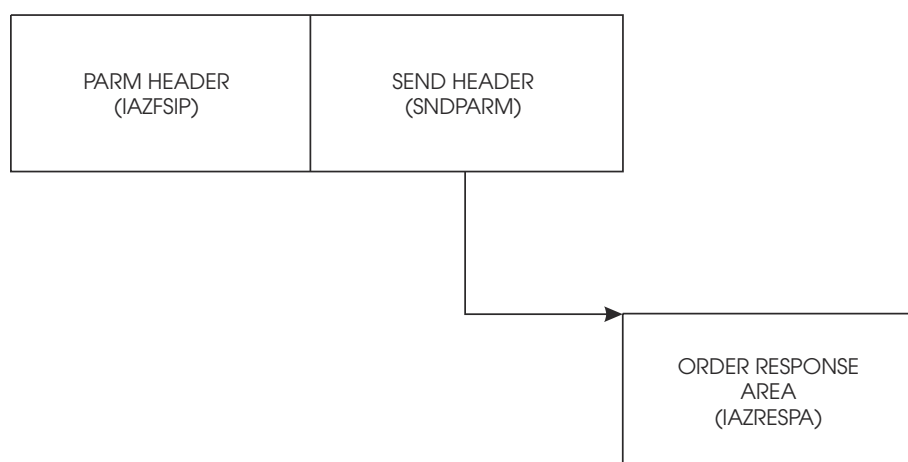 PARM HEADER
(IAZFSIP)
SEND HEADER
(SNDPARM)
ORDER RESPONSE
AREA
(IAZRESPA)